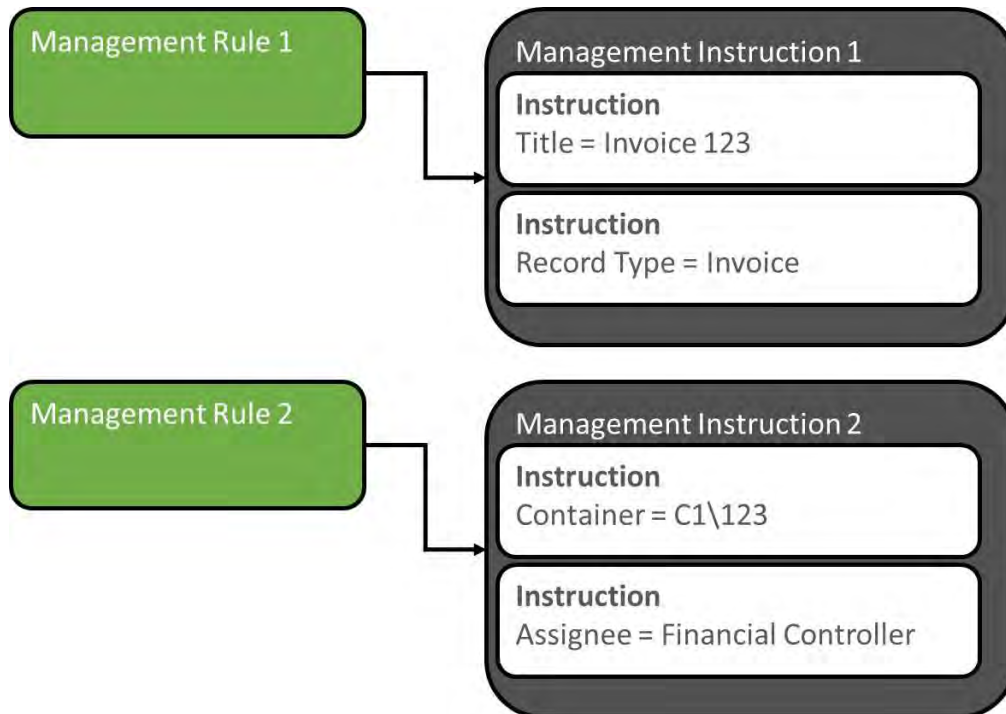 Management Rule 1
Management Instruction 1
Instruction
Title = Invoice 123
Instruction
Record Type = Invoice
Management Rule 2
Management Instruction 2
Instruction
Container = C1\123
Instruction
Assignee = Financial Controller